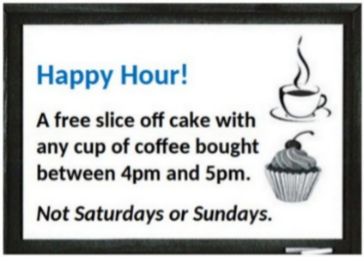 Happy Hour!
A free slice off cake with
any cup of coffee bought
between 4pm and 5pm.
Not Saturdays or Sundays.